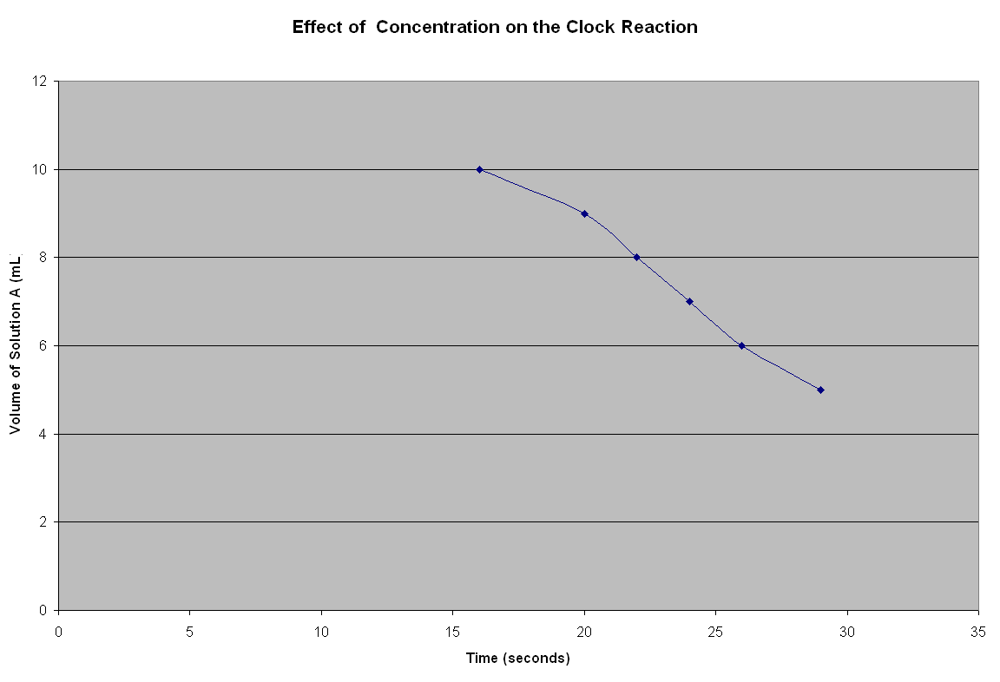 Effect of  Concentration on the Clock Reaction
12
10
8
6
4
2
0
Volume of Solution A (mL
0 5 10 15 20 25 30 35
Time (seconds)